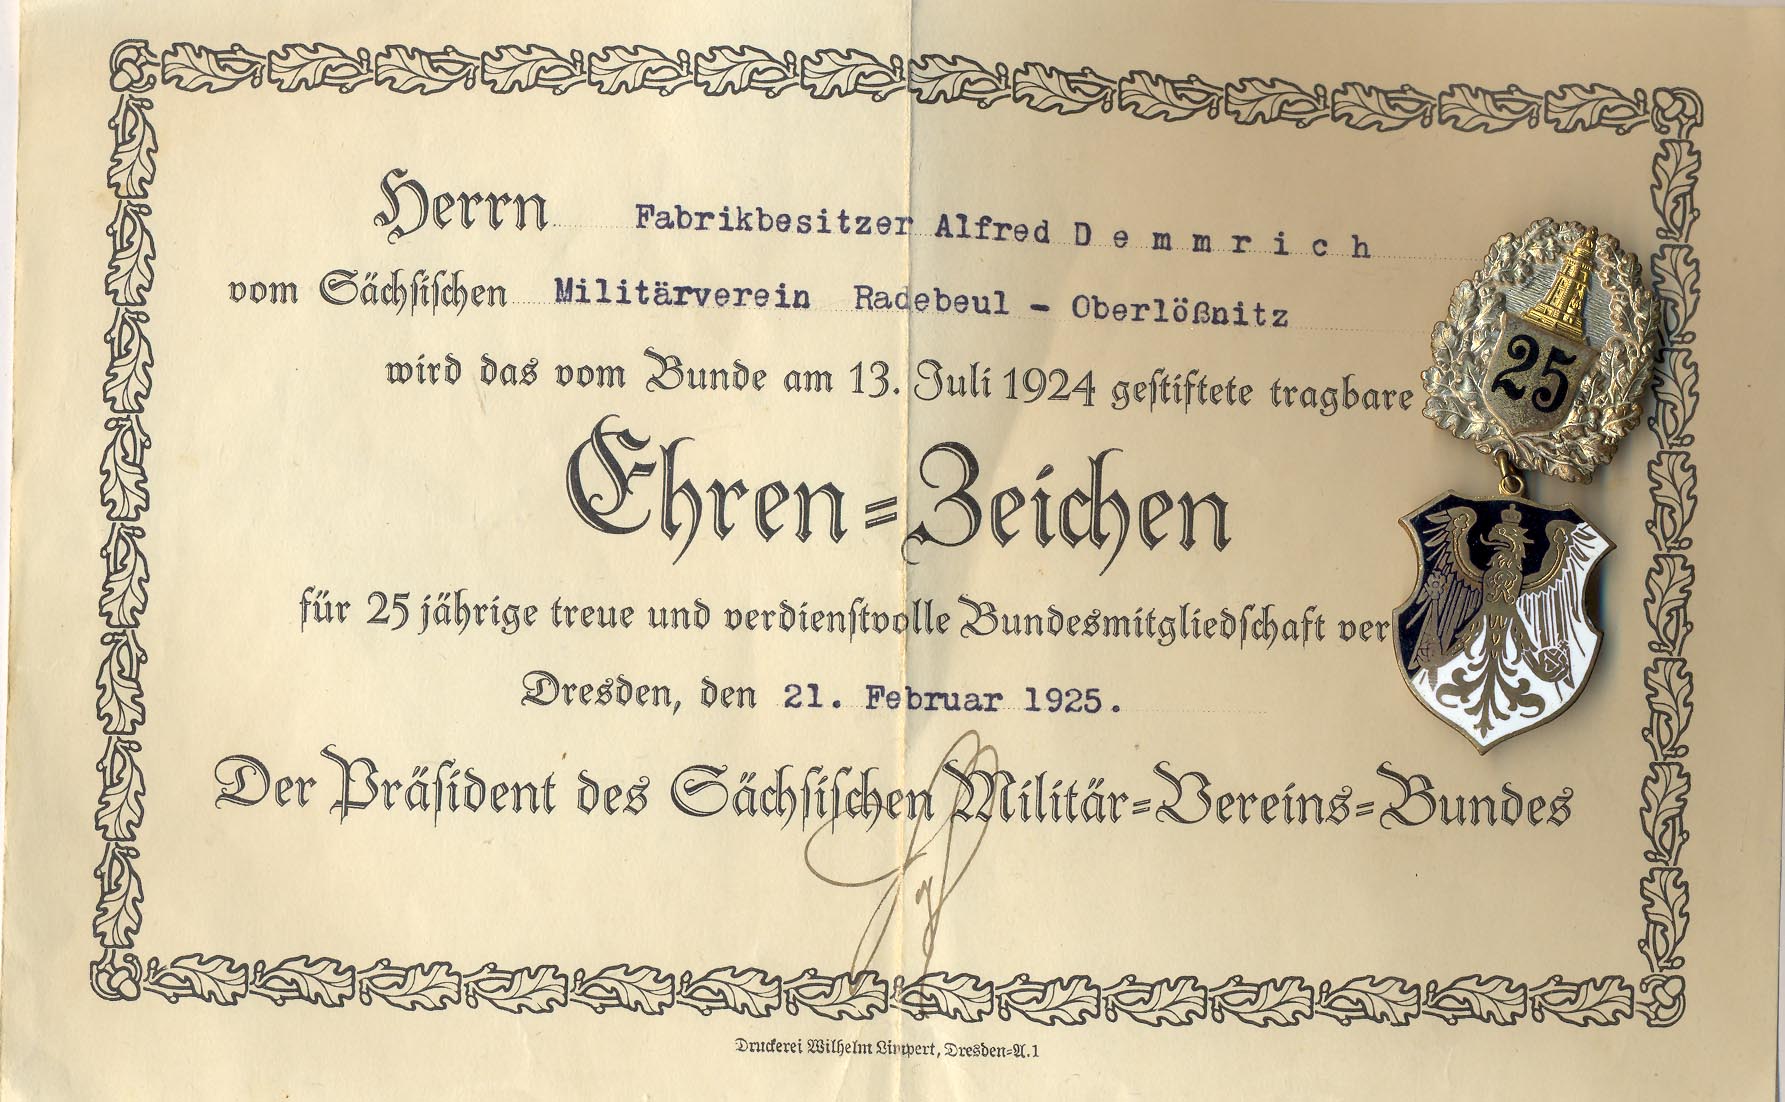 Herrn Fabrikbesitzer Alfred Demmrich
vom Sächsischen Militärverein Radebeul - Oberlößnitz
wird das vom Bunde am 13. Juli 1924 gestiftete tragbare
25
Ehren=Zeichen
für 25 jährige treue und verdienstvolle Bundesmitgliedschaft ver
Dresden, den 21. Februar 1925.
Der Präsident des Sächsischen Militär=Vereins=Bundes
Druckerei Wilhelm Limpert, Dresden=A.1